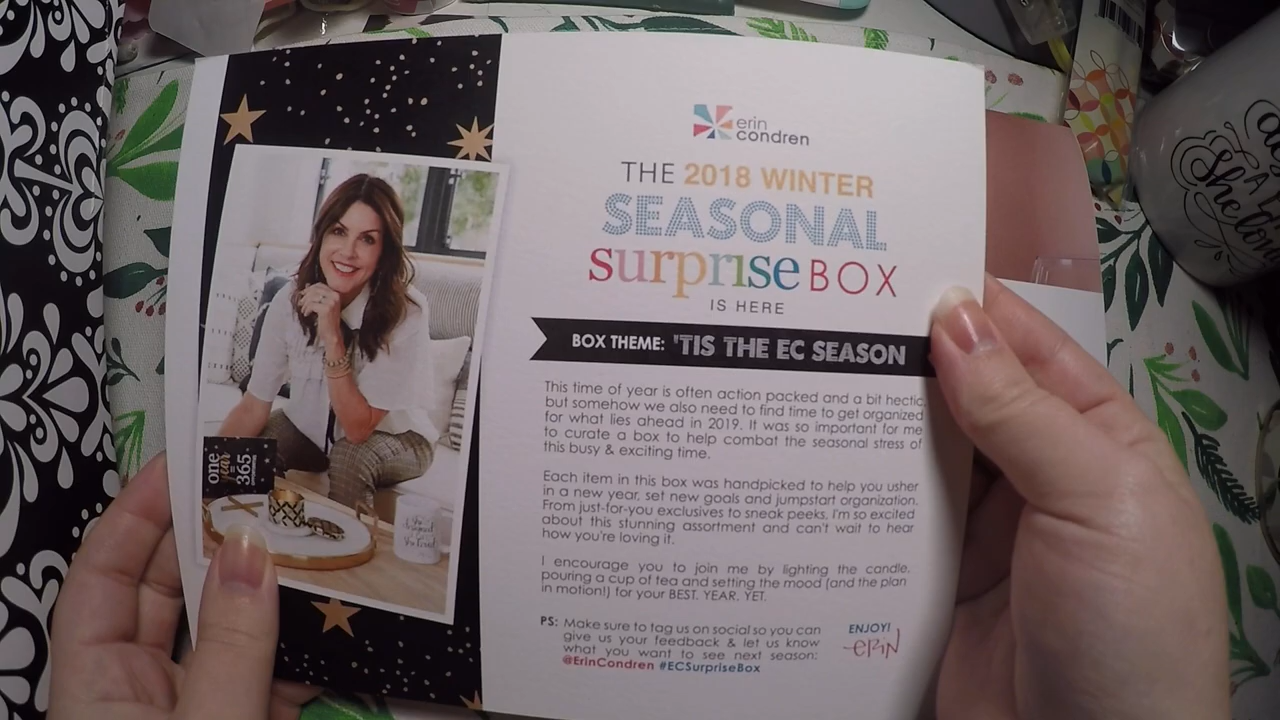 erin
condren
THE 2018 WINTER
SEASONAL
surprise BOX
IS HERE
BOX THEME: 'TIS THE EC SEASON
This time of year is often action packed and a bit hectic,
but somehow we also need to find time to get organized
for what lies ahead in 2019. It was so important for me
to curate a box to help combat the seasonal stress of
this busy & exciting time.
Each item in this box was handpicked to help you usher
in a new year, set new goals and jumpstart organization.
From just-for-you exclusives to sneak peeks, I'm so excited
about this stunning assortment and can't wait to hear
how you're loving it.
I encourage you to join me by lighting the candle,
pouring a cup of tea and setting the mood (and the plan
in motion!) for your BEST. YEAR. YET.
PS: Make sure to tag us on social so you can
give us your feedback & let us know
what you want to see next season:
@ErinCondren #ECSurpriseBox
ENJOY!
-ERIN
one
year
365
She
A